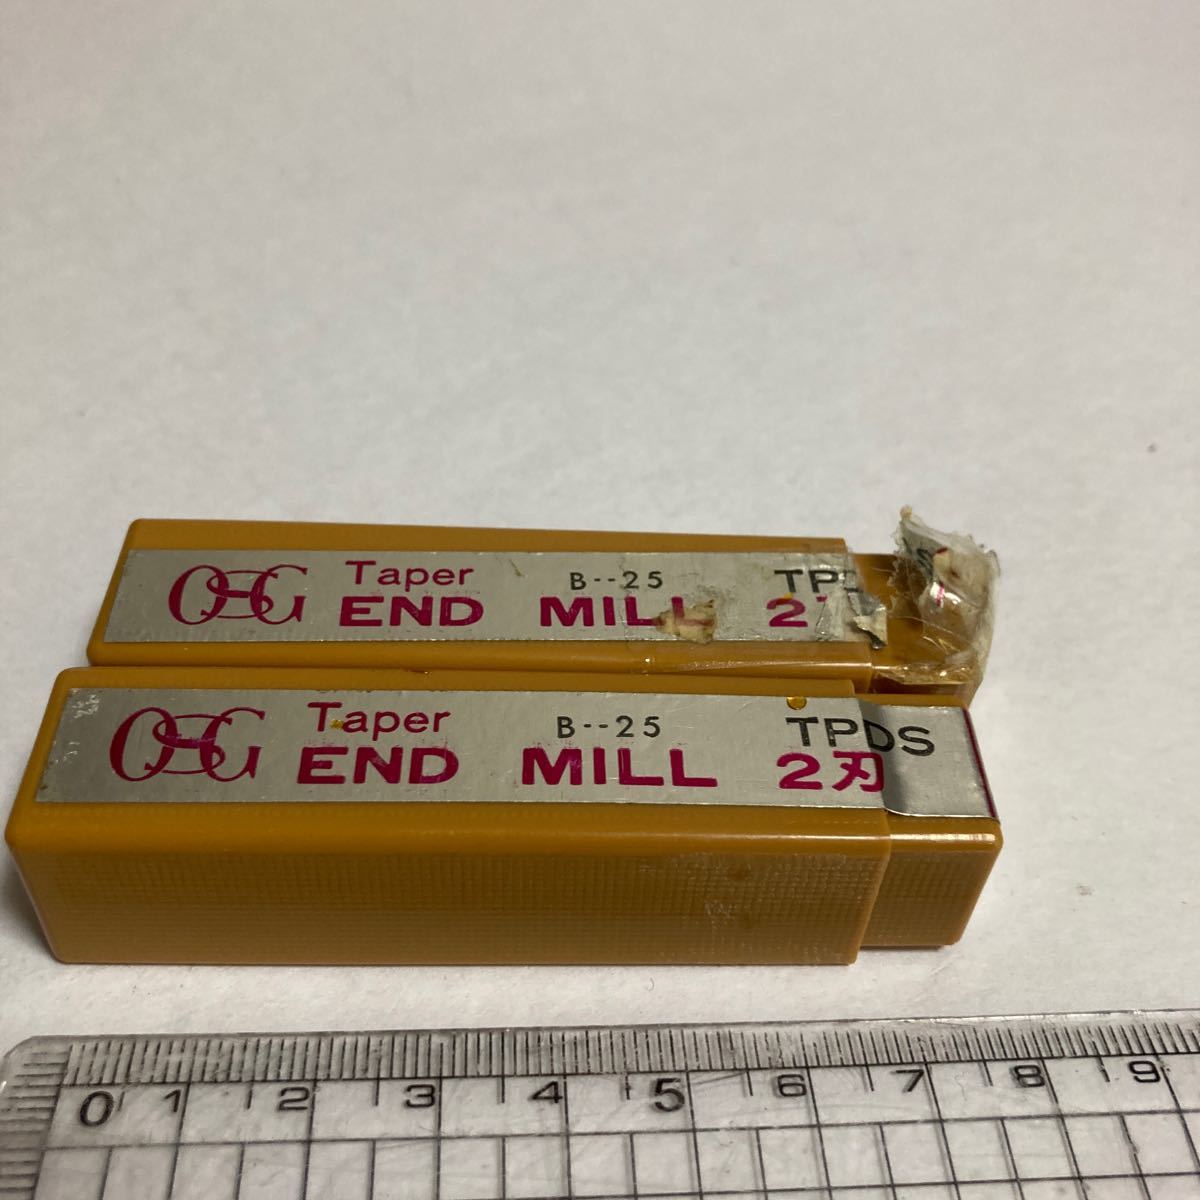 OSG Taper B--25 TP
END MILL 2
OSG Taper B--25 TPDS
END MILL 2刃
0 1 2 3 4 5 6 7 8 9